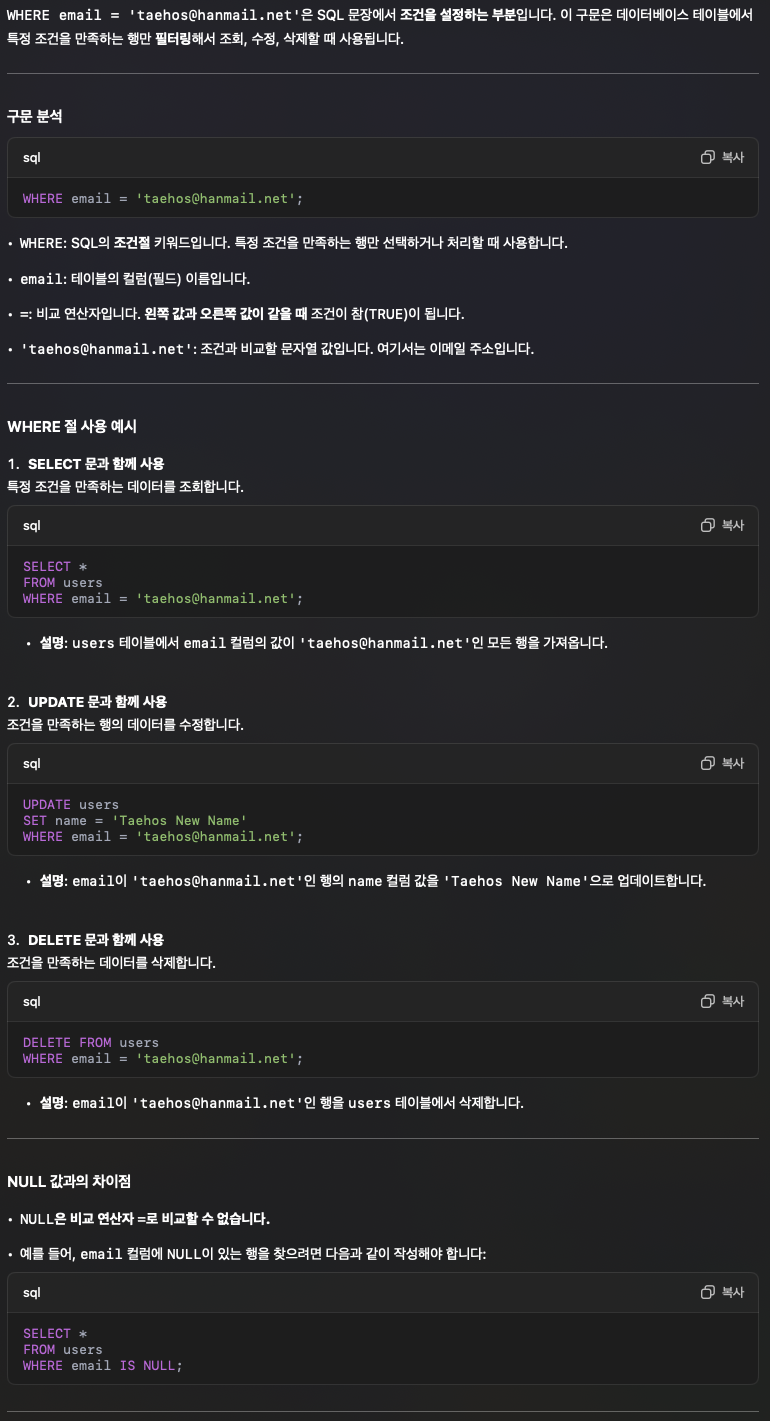 WHERE email = 'taehos@hanmail.net'은 SQL 문장에서 조건을 설정하는 부분입니다. 이 구문은 데이터베이스 테이블에서
특정 조건을 만족하는 행만 필터링해서 조회, 수정, 삭제할 때 사용됩니다.
구문 분석
sql
복사
WHERE email = 'taehos@hanmail.net';
• WHERE: SQL의 조건절 키워드입니다. 특정 조건을 만족하는 행만 선택하거나 처리할 때 사용합니다.
• email: 테이블의 컬럼(필드) 이름입니다.
• =: 비교 연산자입니다. 왼쪽 값과 오른쪽 값이 같을 때 조건이 참(TRUE)이 됩니다.
• 'taehos@hanmail.net': 조건과 비교할 문자열 값입니다. 여기서는 이메일 주소입니다.
WHERE 절 사용 예시
1. SELECT 문과 함께 사용
특정 조건을 만족하는 데이터를 조회합니다.
sql
복사
SELECT *
FROM users
WHERE email = 'taehos@hanmail.net';
• 설명: users 테이블에서 email 컬럼의 값이 'taehos@hanmail.net'인 모든 행을 가져옵니다.
2. UPDATE 문과 함께 사용
조건을 만족하는 행의 데이터를 수정합니다.
sql
복사
UPDATE users
SET name = 'Taehos New Name'
WHERE email = 'taehos@hanmail.net';
• 설명: email이 'taehos@hanmail.net'인 행의 name 컬럼 값을 'Taehos New Name'으로 업데이트합니다.
3. DELETE 문과 함께 사용
조건을 만족하는 데이터를 삭제합니다.
sql
복사
DELETE FROM users
WHERE email = 'taehos@hanmail.net';
• 설명: email이 'taehos@hanmail.net'인 행을 users 테이블에서 삭제합니다.
NULL 값과의 차이점
• NULL은 비교 연산자 =로 비교할 수 없습니다.
• 예를 들어, email 컬럼에 NULL이 있는 행을 찾으려면 다음과 같이 작성해야 합니다:
sql
복사
SELECT *
FROM users
WHERE email IS NULL;